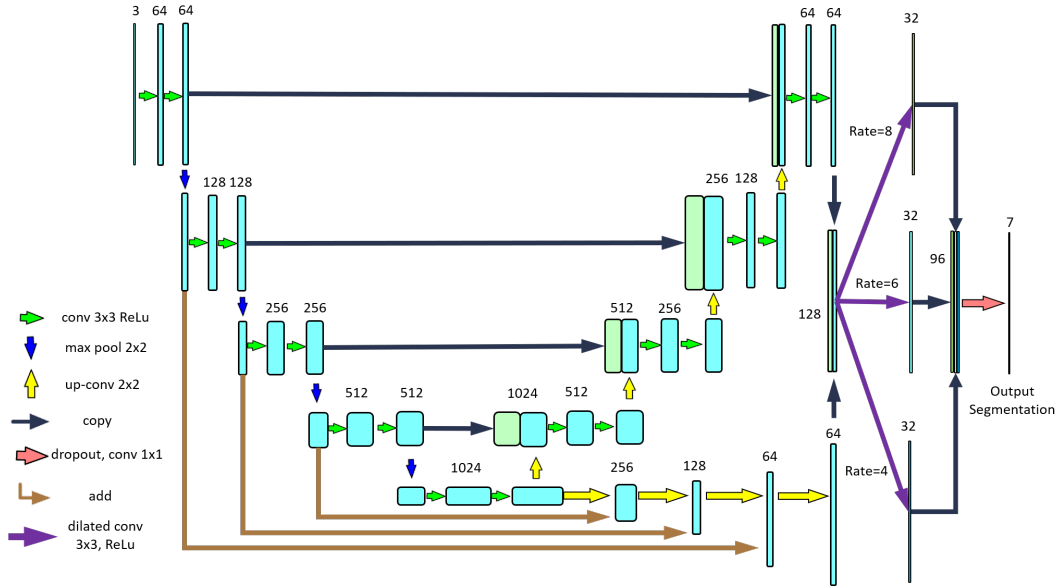 3 64 64
64 64
32
Rate=8
128 128
256 128
32
96
7
Rate=6
128
256 256
512 256
Output
Segmentation
conv 3x3 ReLu
max pool 2x2
up-conv 2x2
copy
dropout, conv 1x1
add
dilated conv
3x3, ReLu
512 512
1024 512
32
64
Rate=4
1024
256
128
64